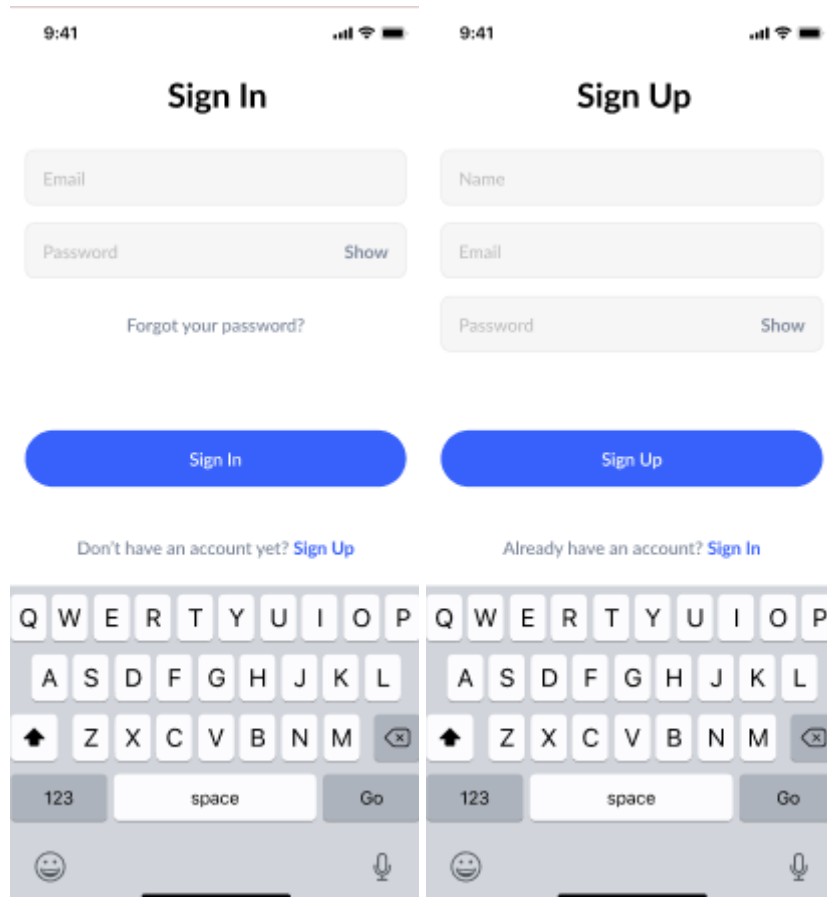 9:41
Sign In
Email
Password Show
Forgot your password?
Sign In
Don't have an account yet? Sign Up
Q W E R T Y U I O P
A S D F G H J K L
Z X C V B N M
123 space Go
9:41
Sign Up
Name
Email
Password Show
Sign Up
Already have an account? Sign In
Q W E R T Y U I O P
A S D F G H J K L
Z X C V B N M
123 space Go